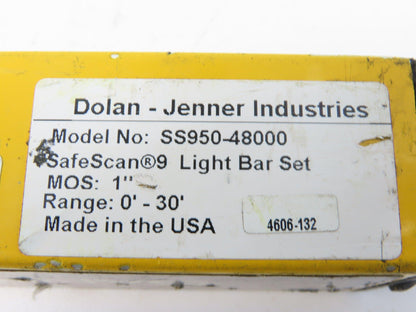 Dolan - Jenner Industries
Model No: SS950-48000
SafeScan®9 Light Bar Set
MOS: 1"
Range: 0' - 30'
Made in the USA
4606-132